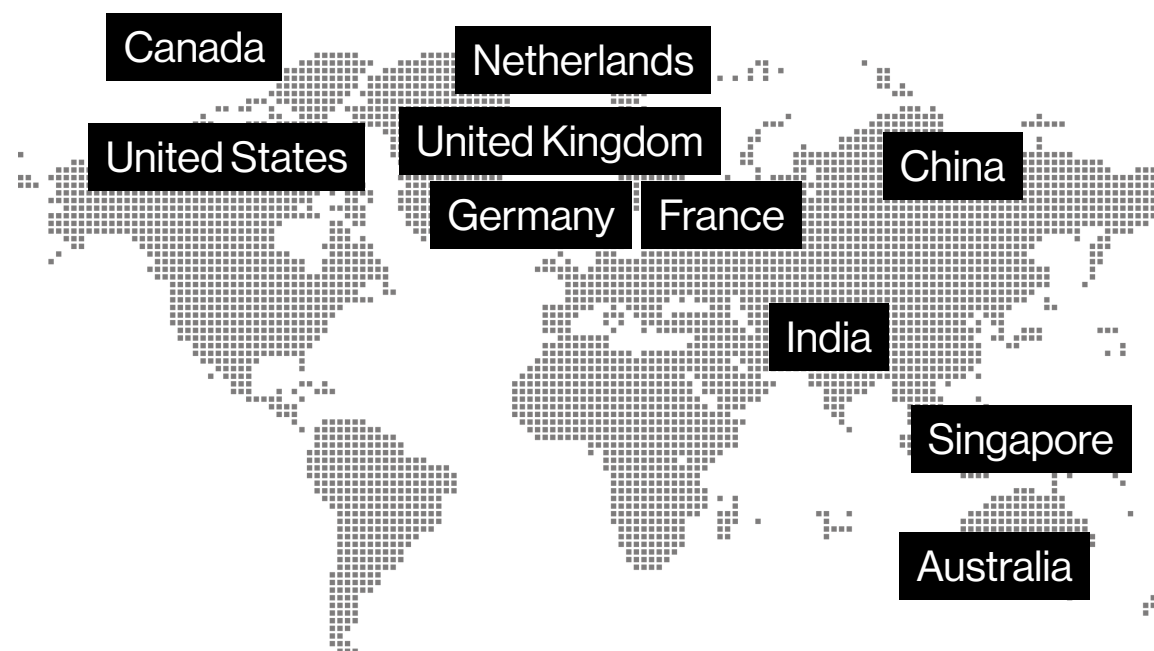 Canada
Netherlands
United Kingdom
United States
China
Germany
France
India
Singapore
Australia